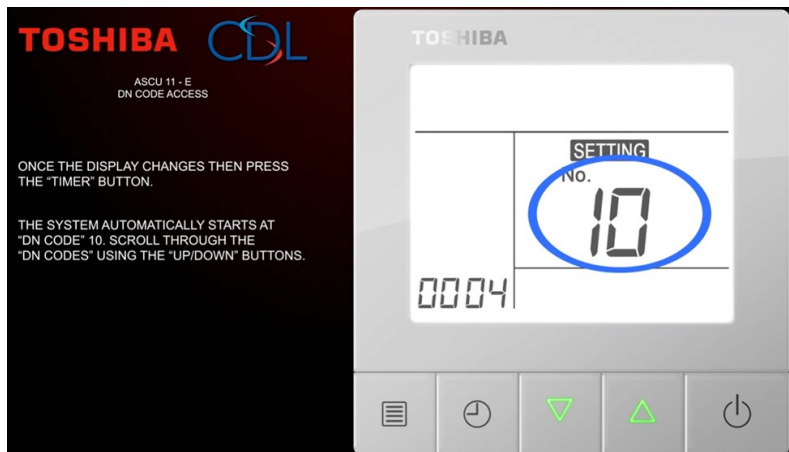 TOSHIBA CDL
ASCU 11 - E
DN CODE ACCESS
ONCE THE DISPLAY CHANGES THEN PRESS
THE “TIMER” BUTTON.
THE SYSTEM AUTOMATICALLY STARTS AT
“DN CODE” 10. SCROLL THROUGH THE
“DN CODES” USING THE “UP/DOWN” BUTTONS.
TOSHIBA
SETTING
No.
10
0004